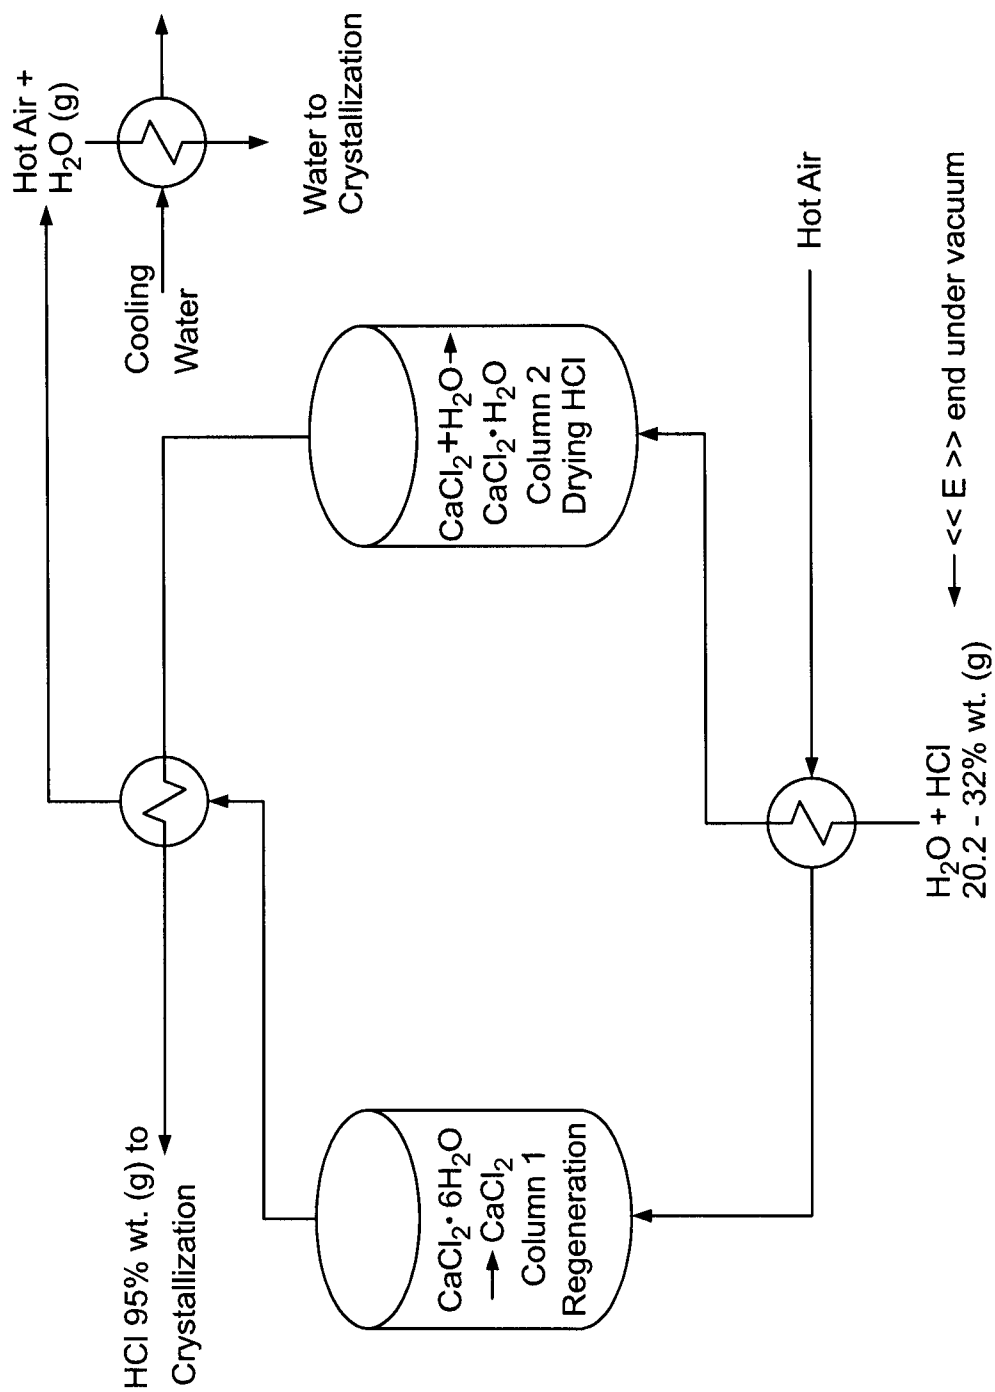 HCl 95% wt. (g) to
Crystallization
Hot Air +
H₂O (g)
Cooling
Water
Water to
Crystallization
CaCl₂• 6H₂O
→ CaCl₂
Column 1
Regeneration
CaCl₂+H₂O→
CaCl₂• H₂O
Column 2
Drying HCl
Hot Air
H₂O + HCl
20.2 - 32% wt. (g)
← << E >> end under vacuum